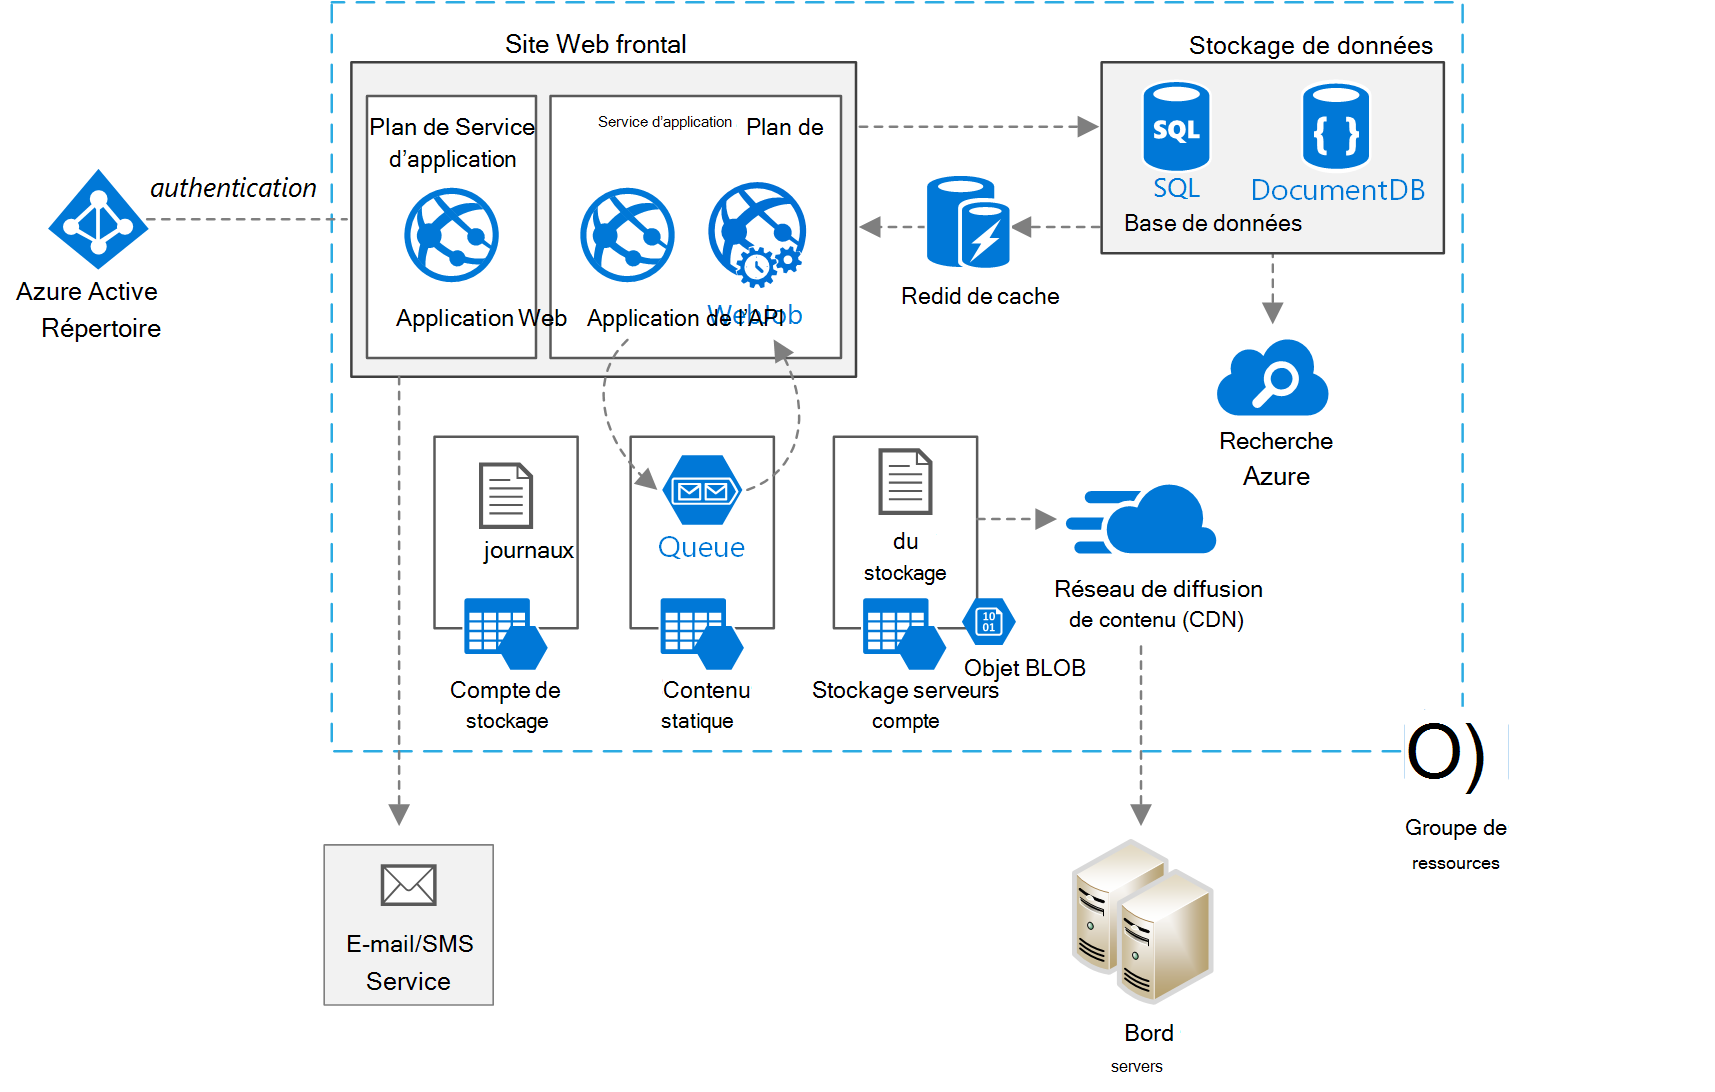 Site Web frontal
Stockage de données
Plan de Service
d’application
Service d’application
Plan de
SQL
{ }
SQL
DocumentDB
Base de données
authentication
Azure Active
Répertoire
Application Web
Application de l’API
WebJob
Redid de cache
Recherche
Azure
journaux
Queue
du
stockage
Réseau de diffusion
de contenu (CDN)
10
01
Objet BLOB
Compte de
stockage
Contenu
statique
Stockage serveurs
compte
O)
Groupe de
ressources
E-mail/SMS
Service
Bord
servers